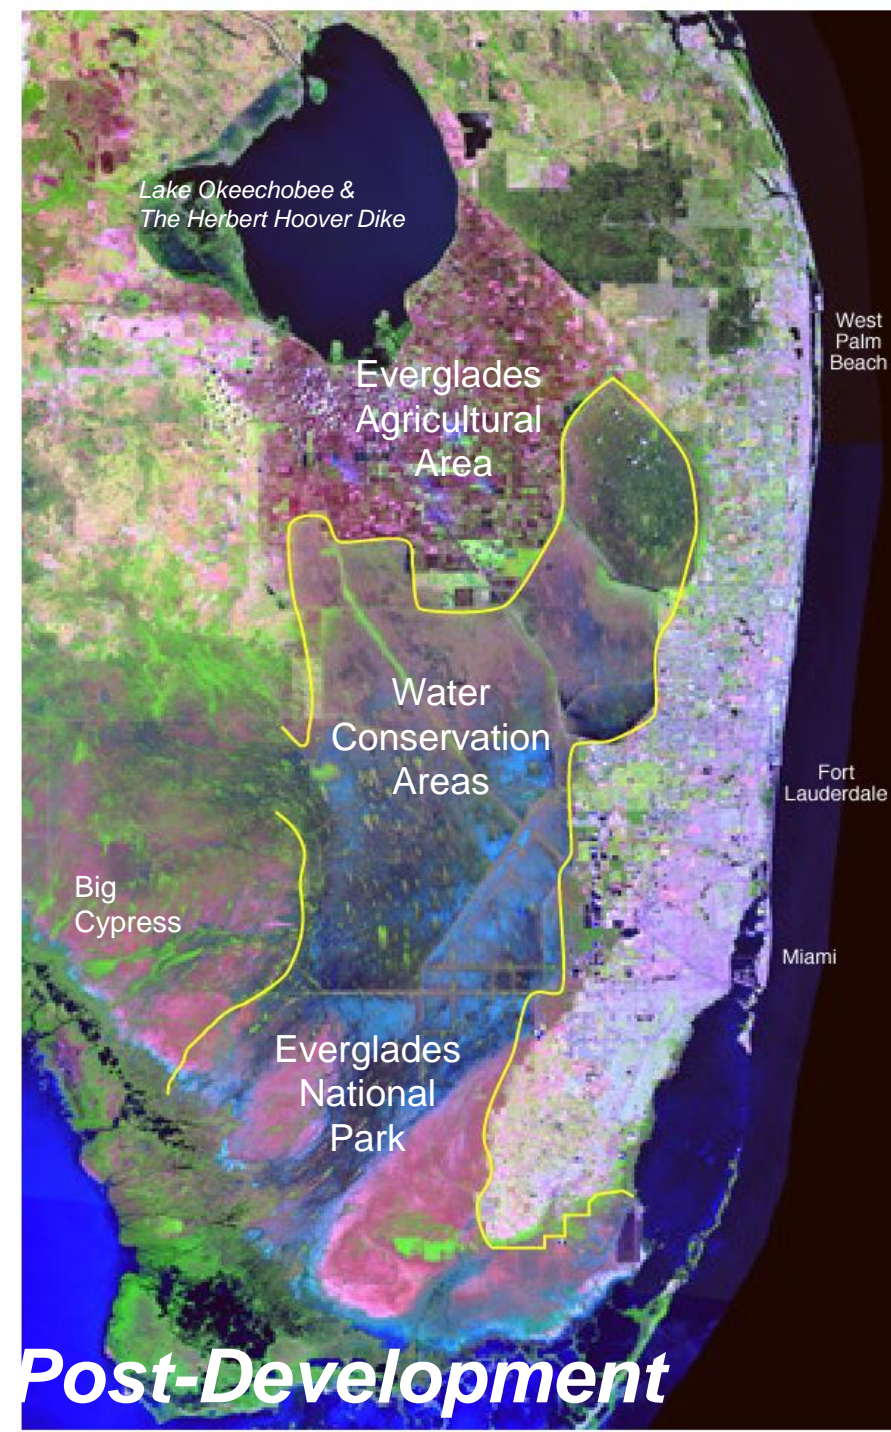 Lake Okeechobee &
The Herbert Hoover Dike
West
Palm
Beach
Everglades
Agricultural
Area
Water
Conservation
Areas
Fort
Lauderdale
Big
Cypress
Miami
Everglades
National
Park
Post-Development